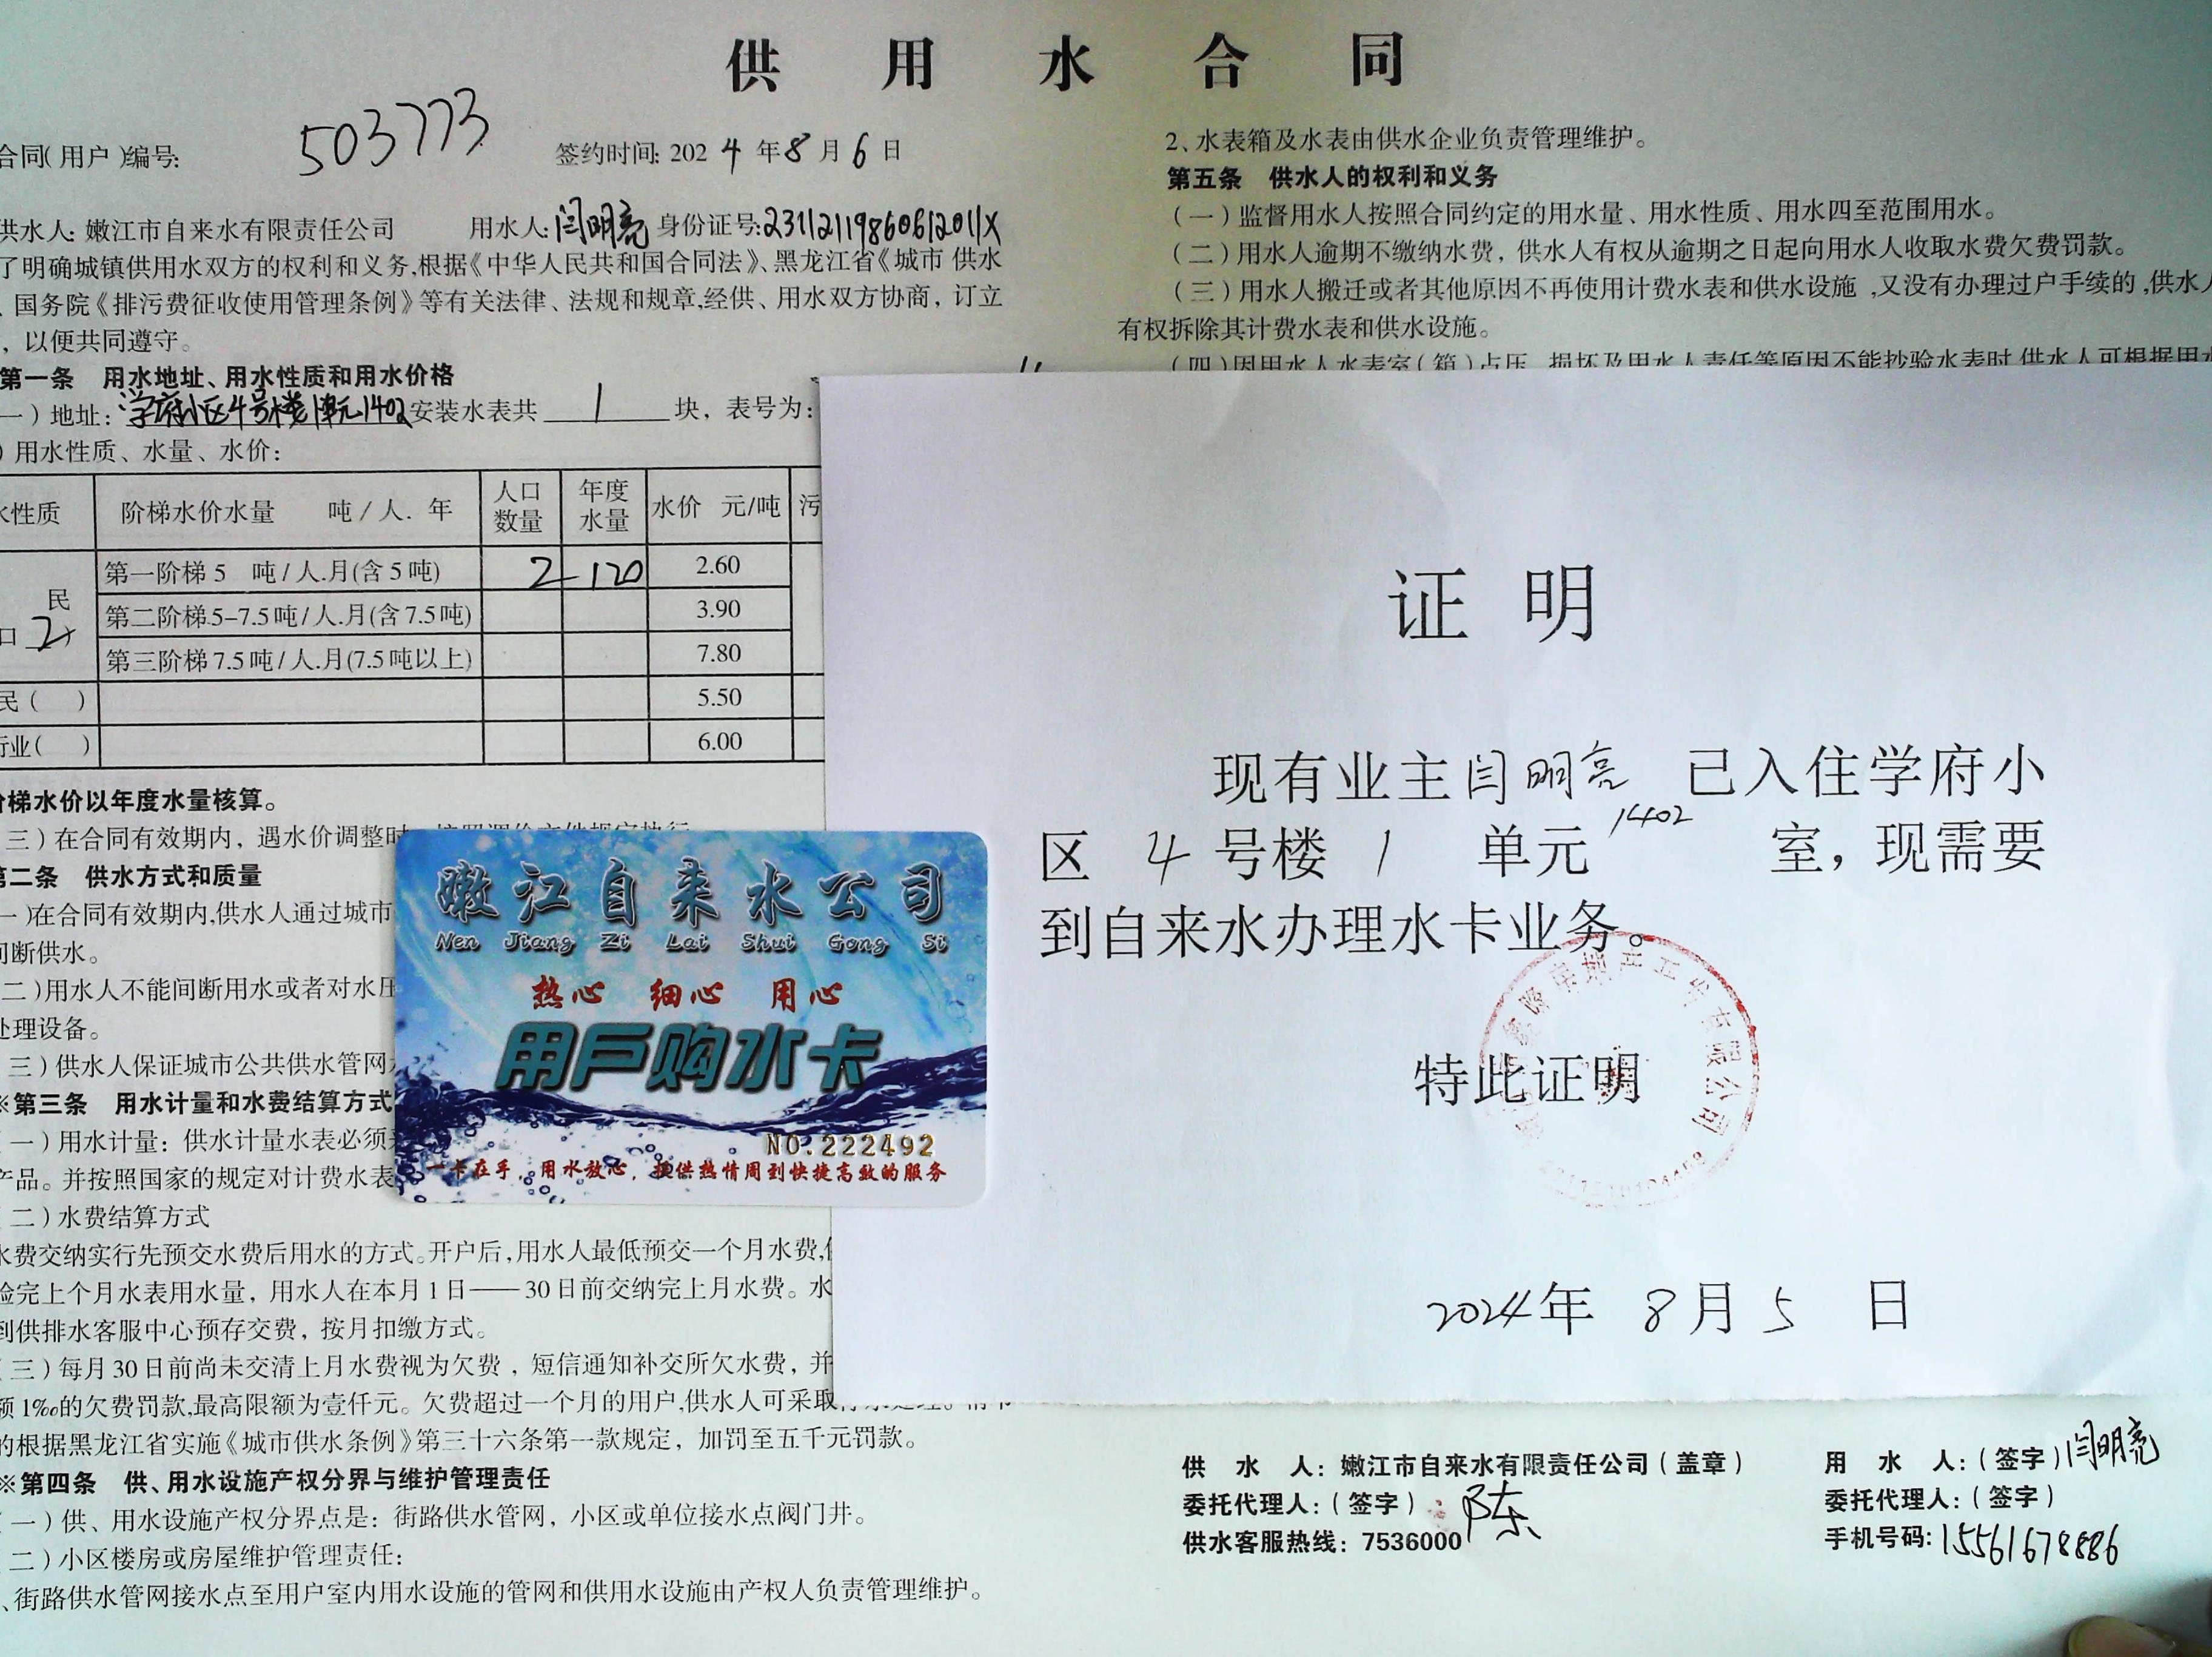 供用水合同
合同(用户)编号: 503773 签约时间: 2024年8月6日
供水人: 嫩江市自来水有限责任公司 用水人: 闫明亮 身份证号: 23112119860612011X
了明确城镇供用水双方的权利和义务,根据《中华人民共和国合同法》、黑龙江省《城市 供水
、国务院《排污费征收使用管理条例》等有关法律、法规和规章,经供、用水双方协商，订立
，以便共同遵守。
第一条 用水地址、用水性质和用水价格
一）地址: 学府小区4号楼1单元1402 安装水表共 1 块，表号为:
）用水性质、水量、水价:
水性质 阶梯水价水量 吨/人.年 人口数量 年度水量 水价 元/吨 污
民 第一阶梯5 吨/人.月(含5吨) 2 120 2.60
口 2人 第二阶梯5-7.5吨/人.月(含7.5吨) 3.90
第三阶梯7.5吨/人.月(7.5吨以上) 7.80
民( ) 5.50
行业( ) 6.00
阶梯水价以年度水量核算。
三）在合同有效期内，遇水价调整时
第二条 供水方式和质量
一)在合同有效期内,供水人通过城市
间断供水。
二)用水人不能间断用水或者对水压
处理设备。
三）供水人保证城市公共供水管网
※第三条 用水计量和水费结算方式
一）用水计量：供水计量水表必须
产品。并按照国家的规定对计费水表
二）水费结算方式
水费交纳实行先预交水费后用水的方式。开户后,用水人最低预交一个月水费,
验完上个月水表用水量，用水人在本月1日——30日前交纳完上月水费。水
到供排水客服中心预存交费，按月扣缴方式。
三）每月30日前尚未交清上月水费视为欠费，短信通知补交所欠水费，并
额1‰的欠费罚款,最高限额为壹仟元。欠费超过一个月的用户,供水人可采取
的根据黑龙江省实施《城市供水条例》第三十六条第一款规定，加罚至五千元罚款。
※第四条 供、用水设施产权分界与维护管理责任
（一）供、用水设施产权分界点是：街路供水管网，小区或单位接水点阀门井。
（二）小区楼房或房屋维护管理责任:
、街路供水管网接水点至用户室内用水设施的管网和供用水设施由产权人负责管理维护。
2、水表箱及水表由供水企业负责管理维护。
第五条 供水人的权利和义务
（一）监督用水人按照合同约定的用水量、用水性质、用水四至范围用水。
（二）用水人逾期不缴纳水费，供水人有权从逾期之日起向用水人收取水费欠费罚款。
（三）用水人搬迁或者其他原因不再使用计费水表和供水设施,又没有办理过户手续的,供水人
有权拆除其计费水表和供水设施。
(四)因用水人水表室(箱)占压、损坏及用水人责任等原因不能抄验水表时,供水人可根据用水
证明
现有业主闫明亮 已入住学府小
区 4 号楼 1 单元 1402 室，现需要
到自来水办理水卡业务。
特此证明
房地产开发有限公司
2024年 8月5 日
嫩江自来水公司
Nen Jiang Zi Lai Shui Gong Si
热心 细心 用心
用户购水卡
NO.222492
一卡在手，用水放心，提供热情周到快捷高效的服务
供 水 人：嫩江市自来水有限责任公司（盖章）
委托代理人：（签字）
供水客服热线：7536000
用 水 人：（签字）闫明亮
委托代理人：（签字）
手机号码: 15561678886